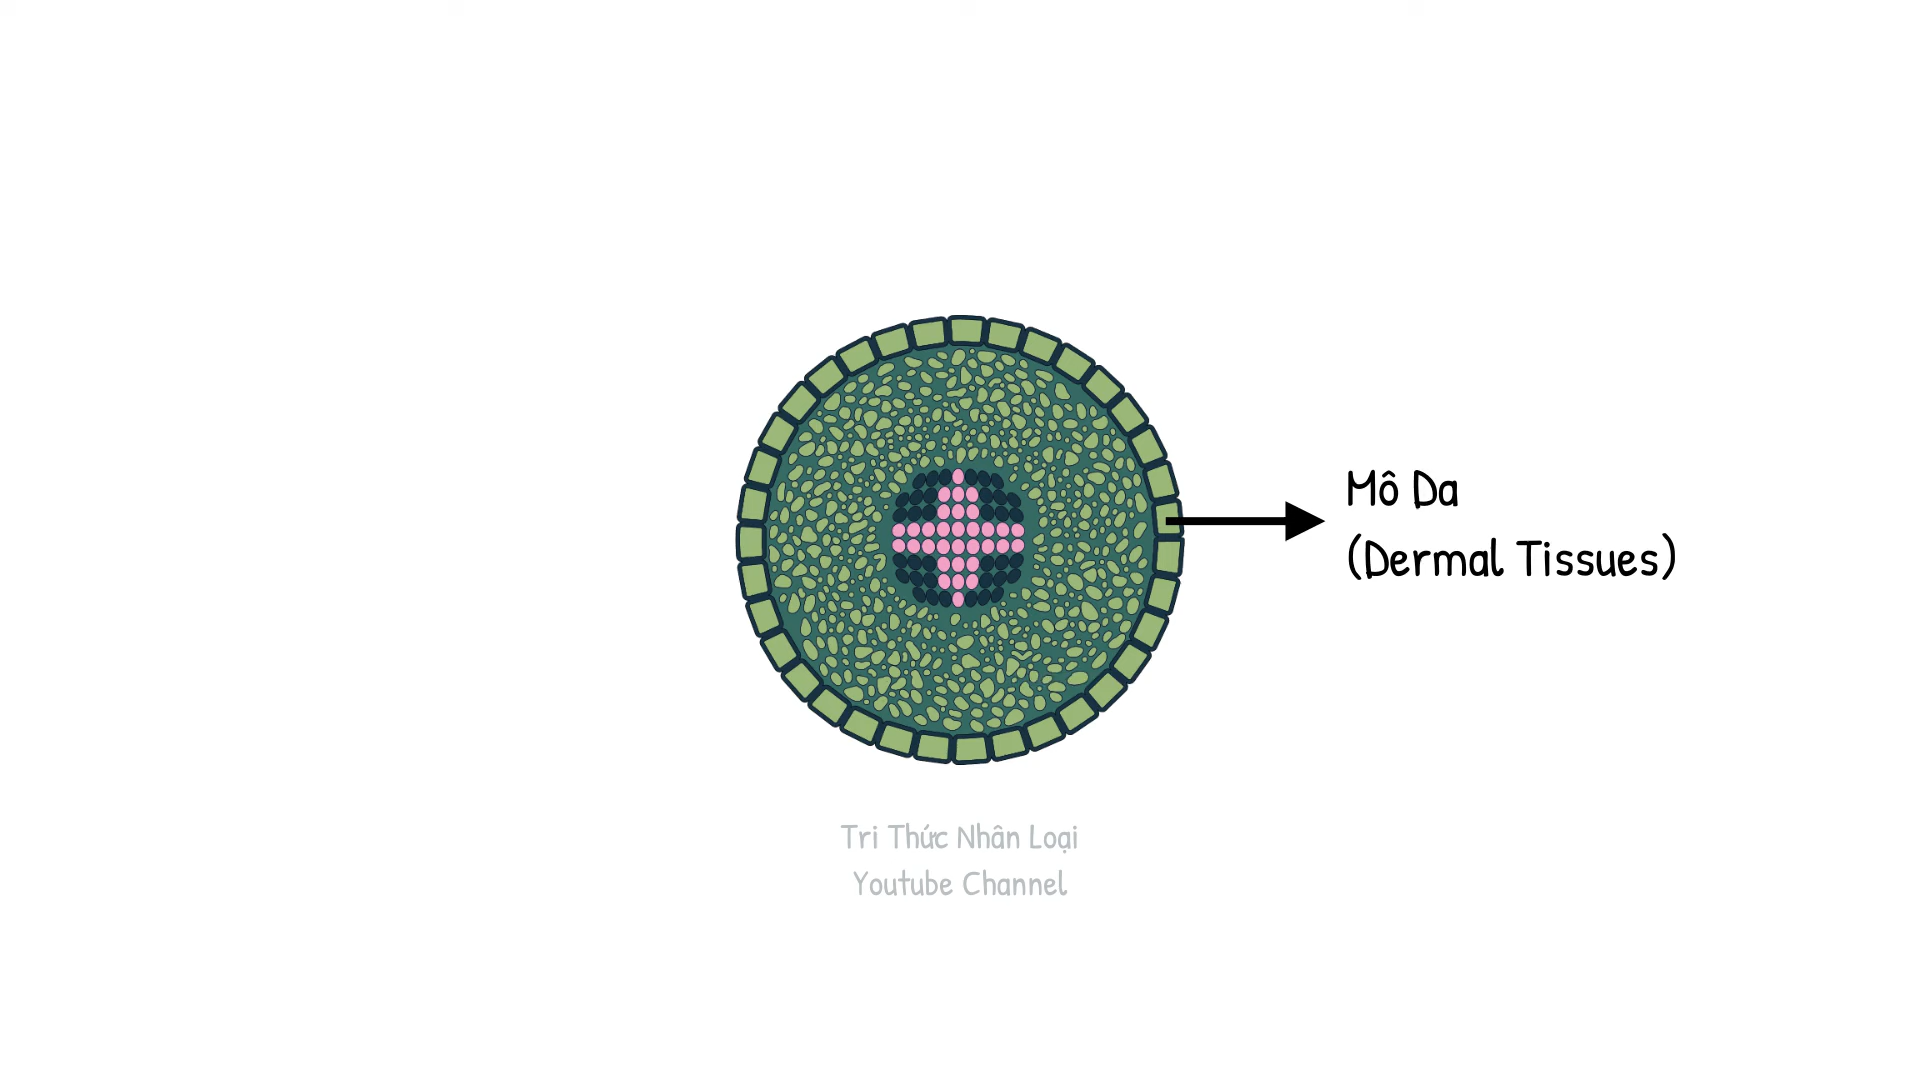 Mô Da
(Dermal Tissues)
Tri Thức Nhân Loại
Youtube Channel